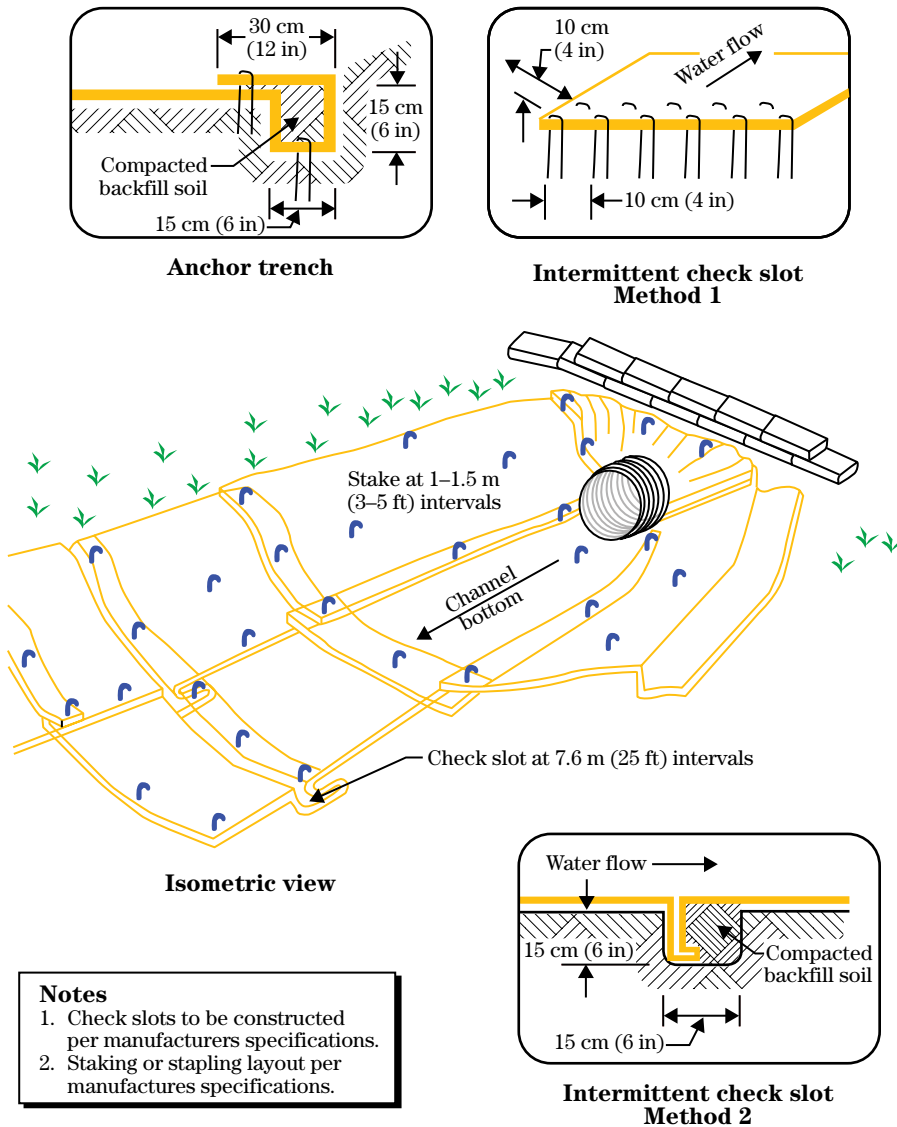 30 cm
(12 in)
15 cm
(6 in)
Compacted
backfill soil
15 cm (6 in)
Anchor trench
10 cm
(4 in)
Water flow
10 cm (4 in)
Intermittent check slot
Method 1
Stake at 1–1.5 m
(3–5 ft) intervals
Channel
bottom
Check slot at 7.6 m (25 ft) intervals
Isometric view
Water flow
15 cm (6 in)
Compacted
backfill soil
15 cm (6 in)
Intermittent check slot
Method 2
Notes
1. Check slots to be constructed
per manufacturers specifications.
2. Staking or stapling layout per
manufactures specifications.